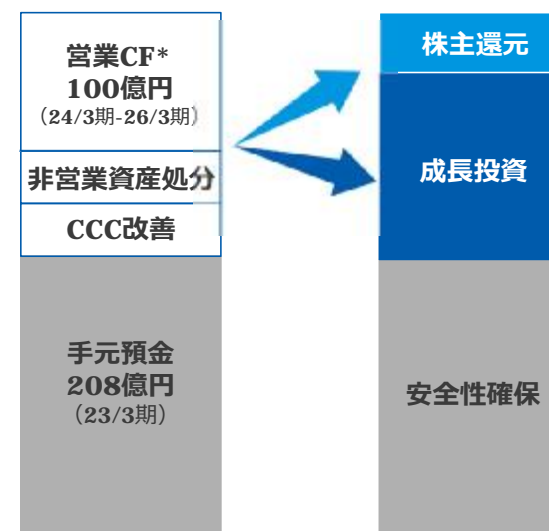 営業CF*
100億円
（24/3期-26/3期）
非営業資産処分
CCC改善
手元預金
208億円
（23/3期）
株主還元
成長投資
安全性確保